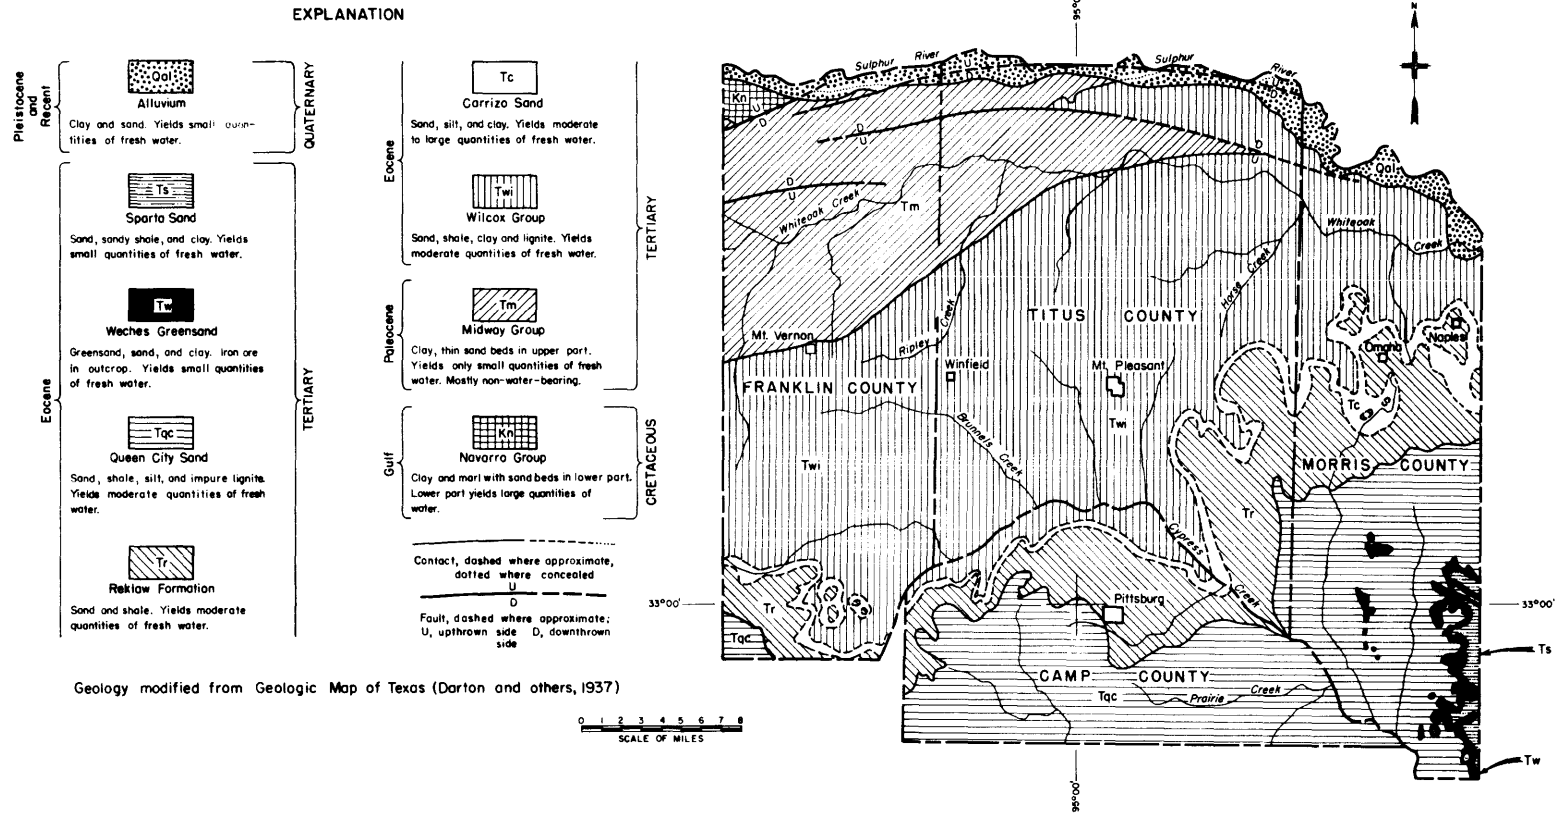 EXPLANATION
Pleistocene
and
Recent
Qal
Alluvium
Clay and sand. Yields small quan-
tities of fresh water.
QUATERNARY
Eocene
Ts
Sparta Sand
Sand, sandy shale, and clay. Yields
small quantities of fresh water.
Tw
Weches Greensand
Greensand, sand, and clay. Iron ore
in outcrop. Yields small quantities
of fresh water.
Tqc
Queen City Sand
Sand, shale, silt, and impure lignite.
Yields moderate quantities of fresh
water.
Tr
Reklaw Formation
Sand and shale. Yields moderate
quantities of fresh water.
TERTIARY
Eocene
Tc
Carrizo Sand
Sand, silt, and clay. Yields moderate
to large quantities of fresh water.
Twi
Wilcox Group
Sand, shale, clay and lignite. Yields
moderate quantities of fresh water.
Paleocene
Tm
Midway Group
Clay, thin sand beds in upper part.
Yields only small quantities of fresh
water. Mostly non-water-bearing.
TERTIARY
Gulf
Kn
Navarro Group
Clay and marl with sand beds in lower part.
Lower part yields large quantities of
water.
CRETACEOUS
Contact, dashed where approximate,
dotted where concealed
U
D
Fault, dashed where approximate;
U, upthrown side D, downthrown
side
Geology modified from Geologic Map of Texas (Darton and others, 1937)
0 1 2 3 4 5 6 7 8
SCALE OF MILES
95°00'
N
Sulphur River
Sulphur River
Kn
U
D
U
D
U
D
D
U
D
U
D
U
Qal
Whiteoak Creek
Tm
Whiteoak Creek
Horse Creek
TITUS COUNTY
Mt. Vernon
Ripley Creek
Winfield
Mt. Pleasant
Omaha
Naples
FRANKLIN COUNTY
Tc
Twi
Brunnels Creek
Twi
MORRIS COUNTY
Tr
Cypress Creek
33°00'
33°00'
Tr
Pittsburg
Tqc
Ts
CAMP COUNTY
Tqc
Prairie Creek
Tw
95°00'